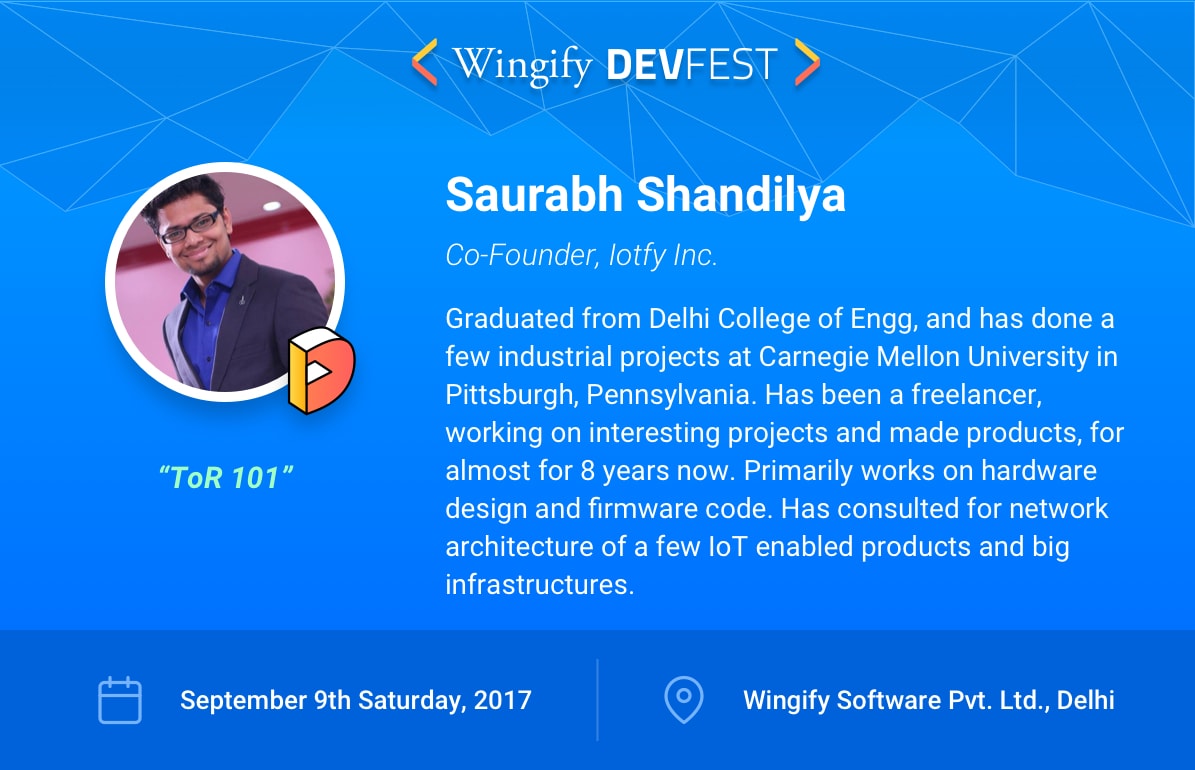 Wingify DEVFEST
Saurabh Shandilya
Co-Founder, Iotfy Inc.
Graduated from Delhi College of Engg, and has done a
few industrial projects at Carnegie Mellon University in
Pittsburgh, Pennsylvania. Has been a freelancer,
working on interesting projects and made products, for
almost for 8 years now. Primarily works on hardware
design and firmware code. Has consulted for network
architecture of a few IoT enabled products and big
infrastructures.
“ToR 101”
September 9th Saturday, 2017
Wingify Software Pvt. Ltd., Delhi